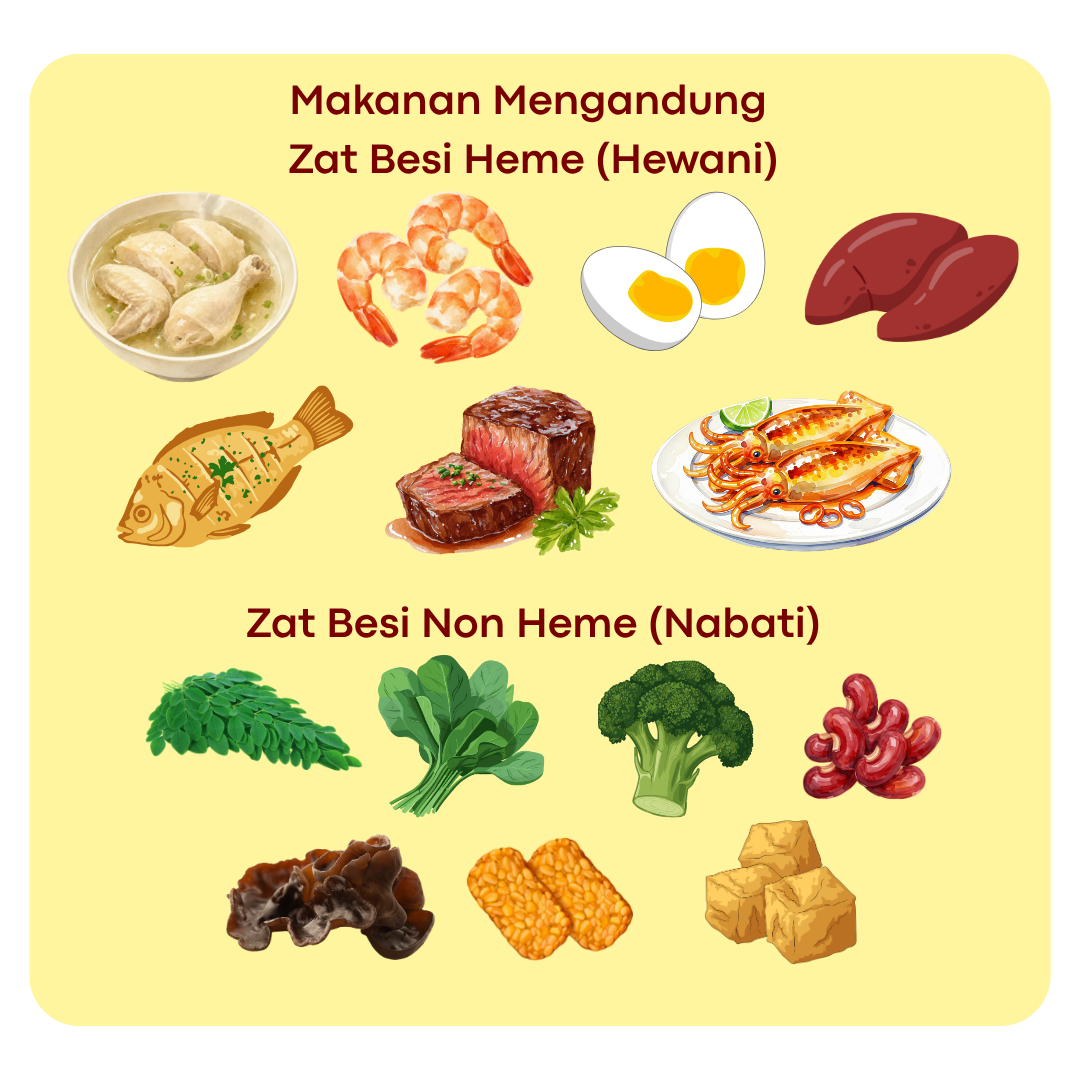 Makanan Mengandung
Zat Besi Heme (Hewani)
Zat Besi Non Heme (Nabati)